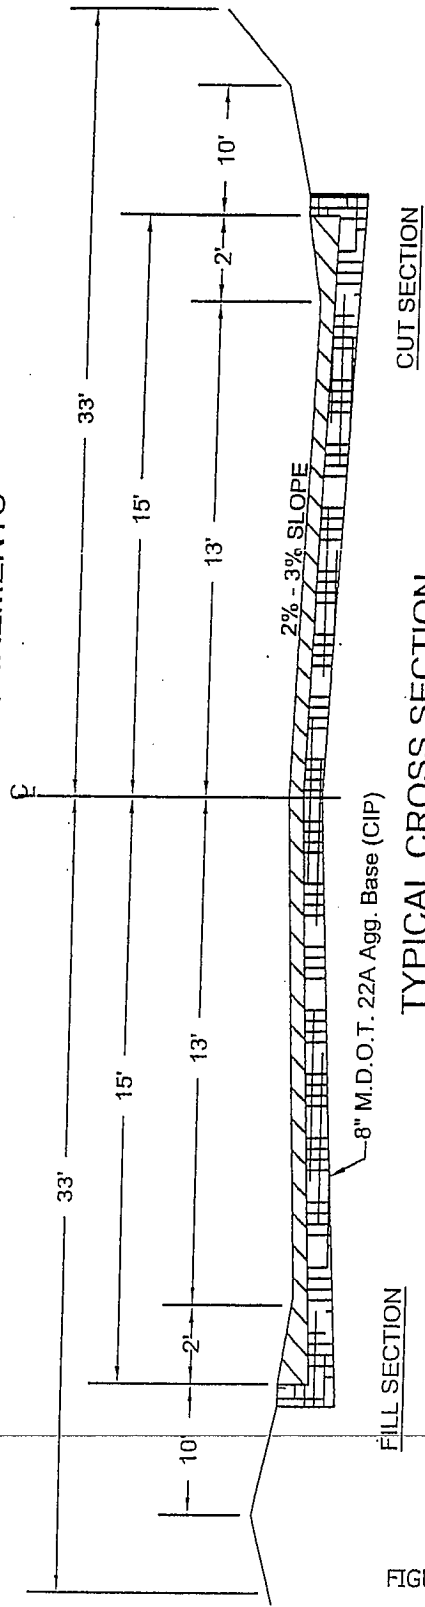 33'
33'
15'
15'
10'
2'
13'
13'
2'
10'
2% - 3% SLOPE
8" M.D.O.T. 22A Agg. Base (CIP)
FILL SECTION
CUT SECTION
TYPICAL CROSS SECTION